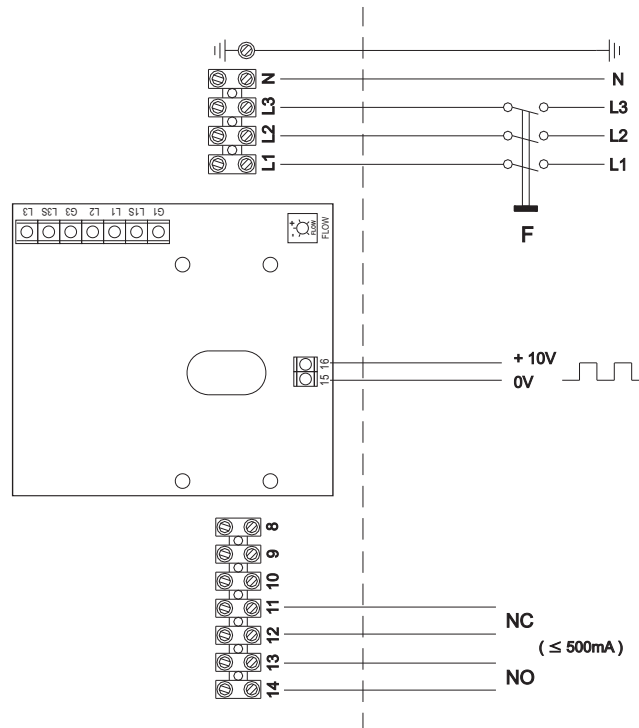 N N
L3 L3
L2 L2
L1 L1
F
L3 L3S G3 L2 L1 L1S G1
+ - FLOW
FLOW
16 + 10V
15 0V
8
9
10
11
NC
12
( ≤ 500mA )
13
NO
14